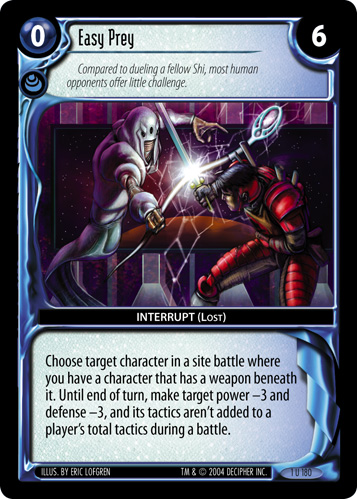 0 Easy Prey 6
Compared to dueling a fellow Shi, most human
opponents offer little challenge.
INTERRUPT (LOST)
Choose target character in a site battle where
you have a character that has a weapon beneath
it. Until end of turn, make target power –3 and
defense –3, and its tactics aren't added to a
player's total tactics during a battle.
ILLUS. BY ERIC LOFGREN TM & © 2004 DECIPHER INC. 1 U 180